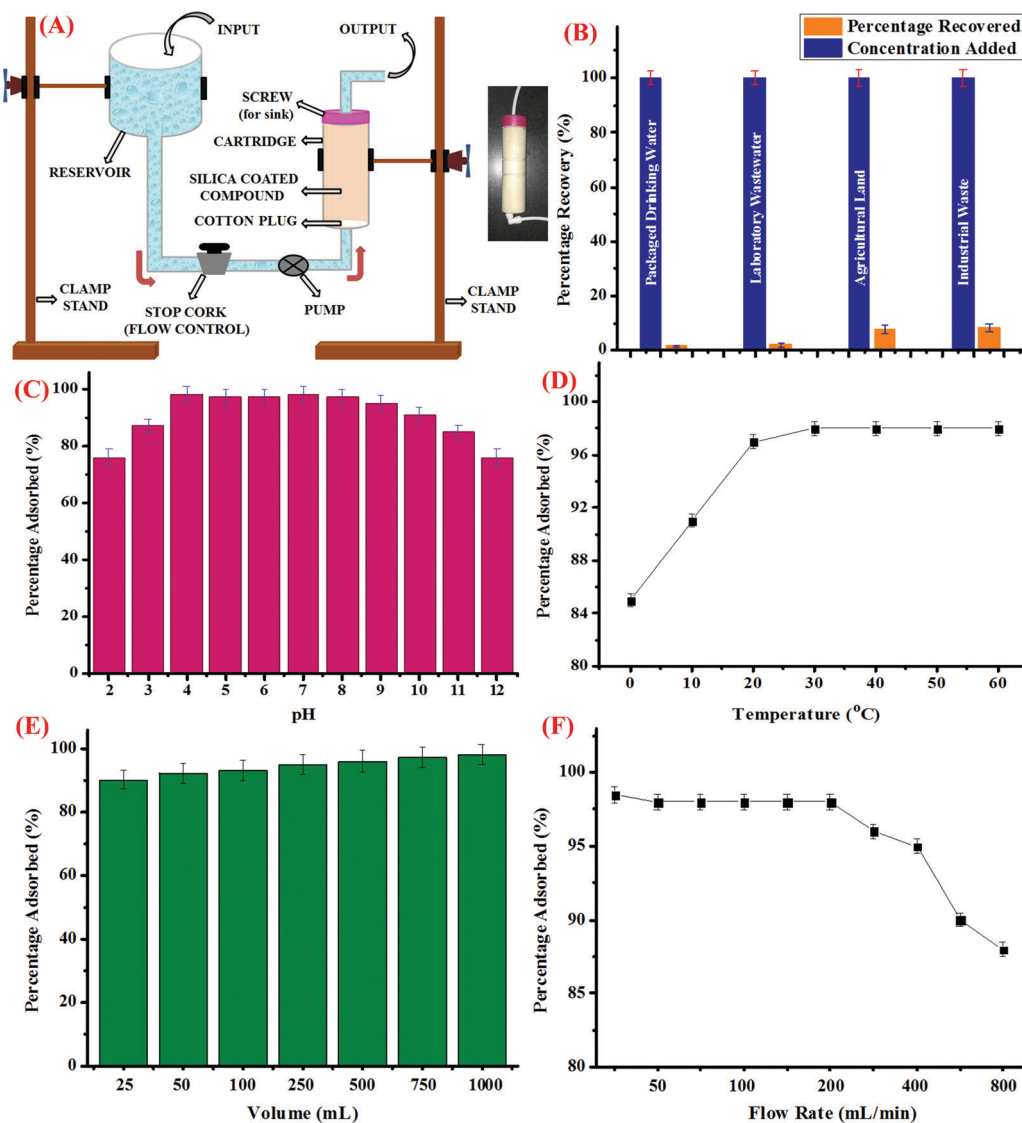 (A)
INPUT
OUTPUT
SCREW
(for sink)
CARTRIDGE
RESERVOIR
SILICA COATED
COMPOUND
COTTON PLUG
CLAMP
STAND
STOP CORK
(FLOW CONTROL)
PUMP
CLAMP
STAND
(B)
Percentage Recovered
Concentration Added
Percentage Recovery (%)
100
80
60
40
20
0
Packaged Drinking Water
Laboratory Wastewater
Agricultural Land
Industrial Waste
(C)
Percentage Adsorbed (%)
100
80
60
40
20
0
2 3 4 5 6 7 8 9 10 11 12
pH
(D)
Percentage Adsorbed (%)
100
96
92
88
84
80
0 10 20 30 40 50 60
Temperature (°C)
(E)
Percentage Adsorbed (%)
100
80
60
40
20
0
25 50 100 250 500 750 1000
Volume (mL)
(F)
Percentage Adsorbed (%)
100
95
90
85
80
50 100 200 400 800
Flow Rate (mL/min)